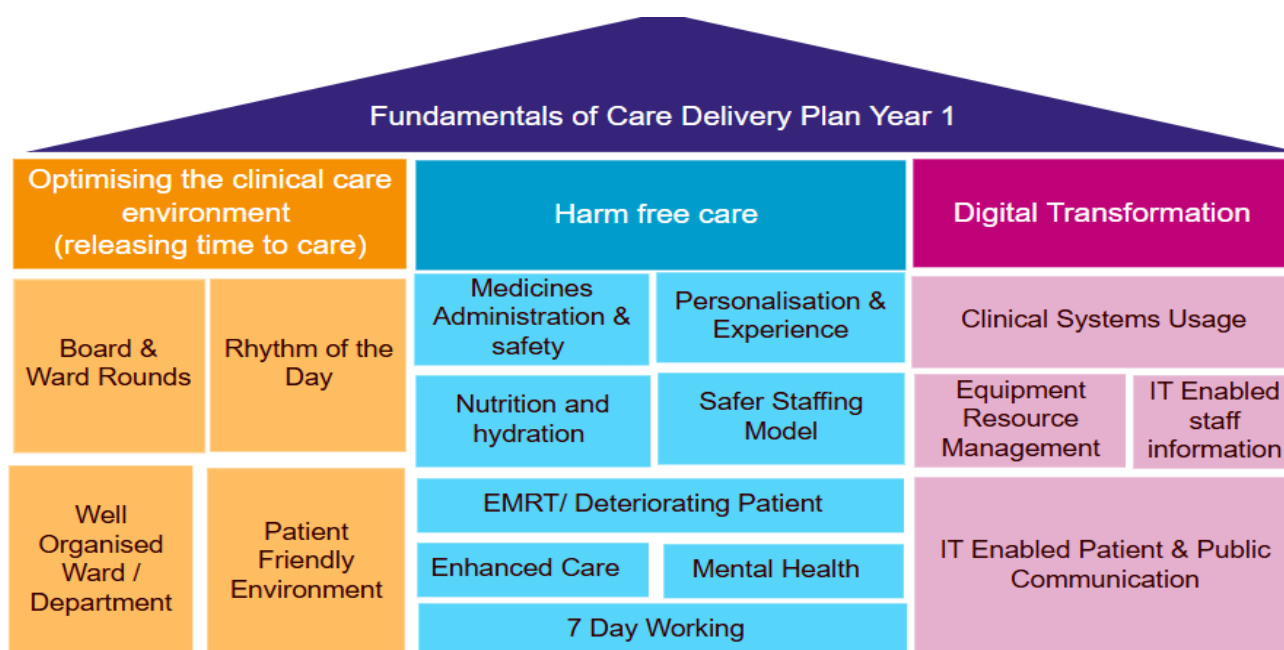 Fundamentals of Care Delivery Plan Year 1
Optimising the clinical care
environment
(releasing time to care)
Harm free care
Digital Transformation
Board &
Ward Rounds
Rhythm of the
Day
Well
Organised
Ward /
Department
Patient
Friendly
Environment
Medicines
Administration &
safety
Personalisation &
Experience
Nutrition and
hydration
Safer Staffing
Model
EMRT/ Deteriorating Patient
Enhanced Care
Mental Health
7 Day Working
Clinical Systems Usage
Equipment
Resource
Management
IT Enabled
staff
information
IT Enabled Patient & Public
Communication